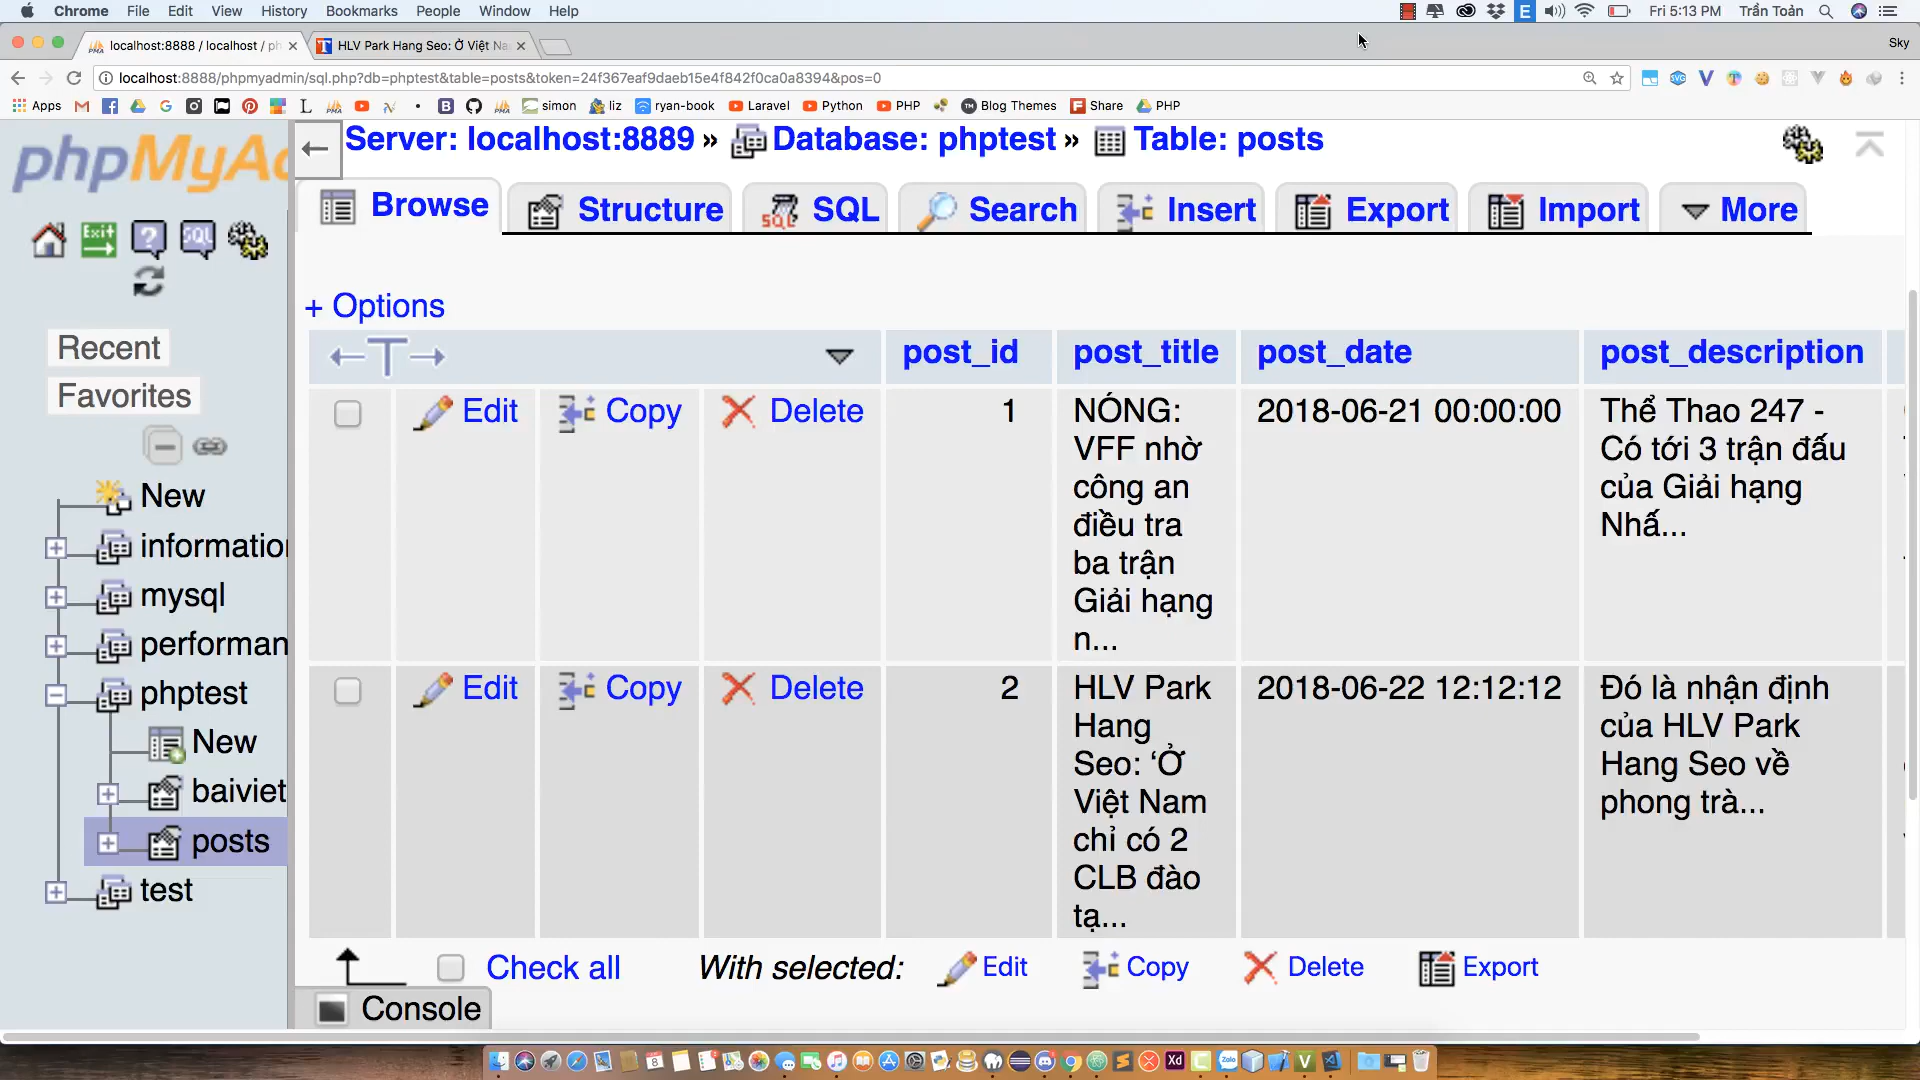 Chrome File Edit View History Bookmarks People Window Help
Fri 5:13 PM Trần Toản
localhost:8888 / localhost / ph
HLV Park Hang Seo: Ở Việt Na
Sky
localhost:8888/phpmyadmin/sql.php?db=phptest&table=posts&token=24f367eaf9daeb15e4f842f0ca0a8394&pos=0
Apps simon liz ryan-book Laravel Python PHP Blog Themes Share PHP
phpMyAd
Server: localhost:8889 » Database: phptest » Table: posts
Browse Structure SQL Search Insert Export Import More
Exit
SQL
Recent
Favorites
New
information
mysql
performan
phptest
New
baiviet
posts
test
+ Options
post_id post_title post_date post_description
Edit Copy Delete
1
NÓNG:
VFF nhờ
công an
điều tra
ba trận
Giải hạng
n...
2018-06-21 00:00:00
Thể Thao 247 -
Có tới 3 trận đấu
của Giải hạng
Nhấ...
Edit Copy Delete
2
HLV Park
Hang
Seo: ‘Ở
Việt Nam
chỉ có 2
CLB đào
tạ...
2018-06-22 12:12:12
Đó là nhận định
của HLV Park
Hang Seo về
phong trà...
Check all With selected: Edit Copy Delete Export
Console